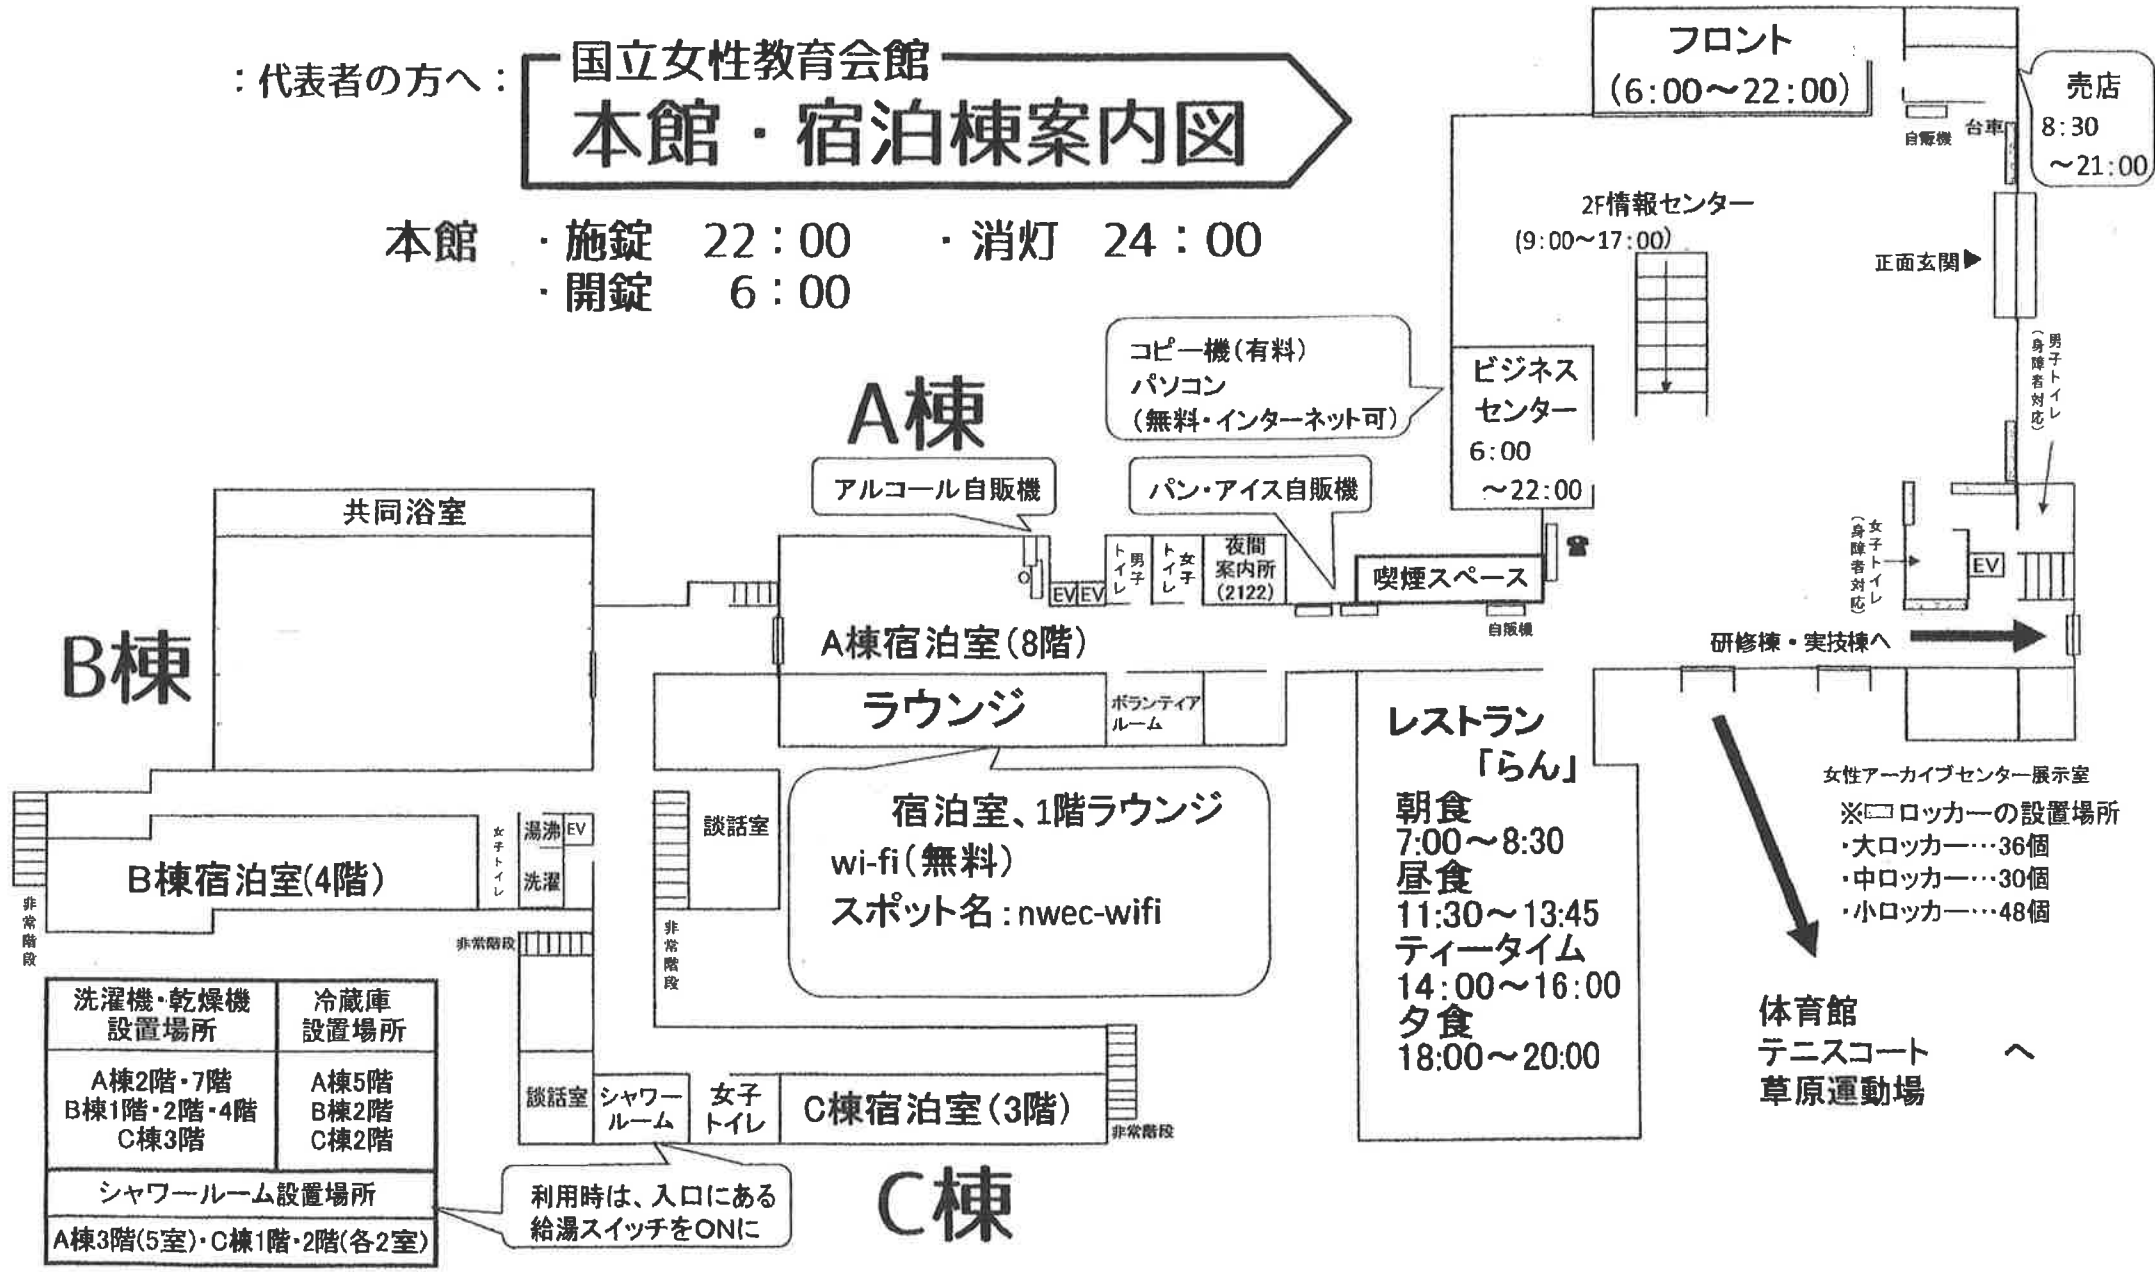 :代表者の方へ:
国立女性教育会館
本館・宿泊棟案内図
本館 ・施錠 22:00 ・消灯 24:00
・開錠 6:00
フロント
(6:00～22:00)
売店
8:30
～21:00
自販機
台車
2F情報センター
(9:00～17:00)
正面玄関▶
男子トイレ
(身障者対応)
コピー機(有料)
パソコン
(無料・インターネット可)
ビジネス
センター
6:00
～22:00
A棟
アルコール自販機
パン・アイス自販機
共同浴室
EV
EV
男子
トイレ
女子
トイレ
夜間
案内所
(2122)
喫煙スペース
☎
自販機
女子トイレ
(身障者対応)
EV
研修棟・実技棟へ
B棟
A棟宿泊室(8階)
ラウンジ
ボランティア
ルーム
宿泊室、1階ラウンジ
wi-fi(無料)
スポット名:nwec-wifi
レストラン
「らん」
朝食
7:00～8:30
昼食
11:30～13:45
ティータイム
14:00～16:00
夕食
18:00～20:00
女性アーカイブセンター展示室
※ロッカーの設置場所
・大ロッカー…36個
・中ロッカー…30個
・小ロッカー…48個
体育館
テニスコート へ
草原運動場
B棟宿泊室(4階)
女子トイレ
湯沸
EV
洗濯
談話室
非常階段
非常階段
非常階段
洗濯機・乾燥機
設置場所
冷蔵庫
設置場所
A棟2階・7階
B棟1階・2階・4階
C棟3階
A棟5階
B棟2階
C棟2階
シャワールーム設置場所
A棟3階(5室)・C棟1階・2階(各2室)
談話室
シャワー
ルーム
女子
トイレ
C棟宿泊室(3階)
非常階段
利用時は、入口にある
給湯スイッチをONに
C棟